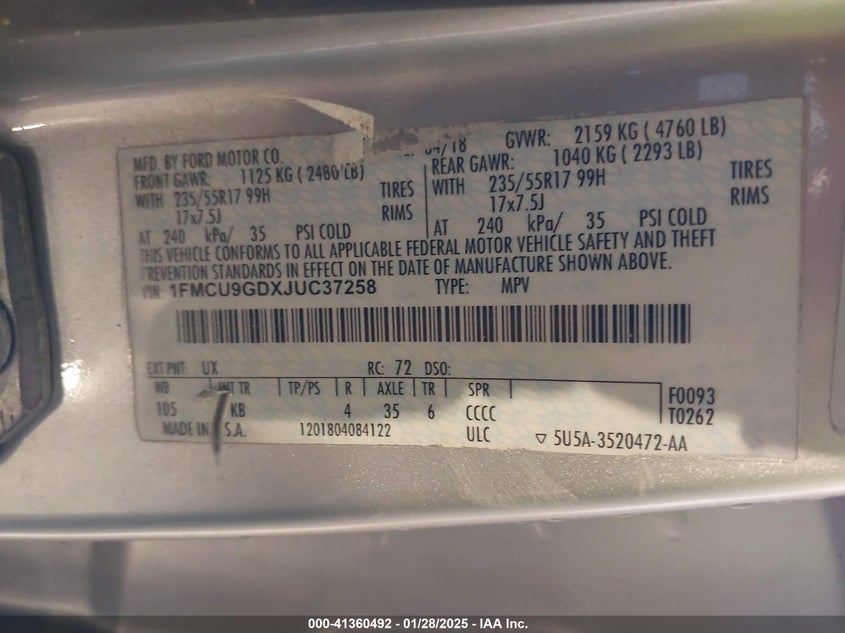 MFD. BY FORD MOTOR CO.
04/18 GVWR: 2159 KG ( 4760 LB)
FRONT GAWR: 1125 KG ( 2480 LB)
WITH 235/55R17 99H TIRES
17x7.5J RIMS
AT 240 kPa/ 35 PSI COLD
REAR GAWR: 1040 KG ( 2293 LB)
WITH 235/55R17 99H TIRES
17x7.5J RIMS
AT 240 kPa/ 35 PSI COLD
THIS VEHICLE CONFORMS TO ALL APPLICABLE FEDERAL MOTOR VEHICLE SAFETY AND THEFT
PREVENTION STANDARDS IN EFFECT ON THE DATE OF MANUFACTURE SHOWN ABOVE.
VIN: 1FMCU9GDXJUC37258 TYPE: MPV
EXT PNT: UX RC: 72 DSO:
WB INT TR TP/PS R AXLE TR SPR
105 KB 4 35 6 CCCC
F0093
T0262
MADE IN S.A. 1201804084122 ULC ▽ 5U5A-3520472-AA
000-41360492 - 01/28/2025 - IAA Inc.